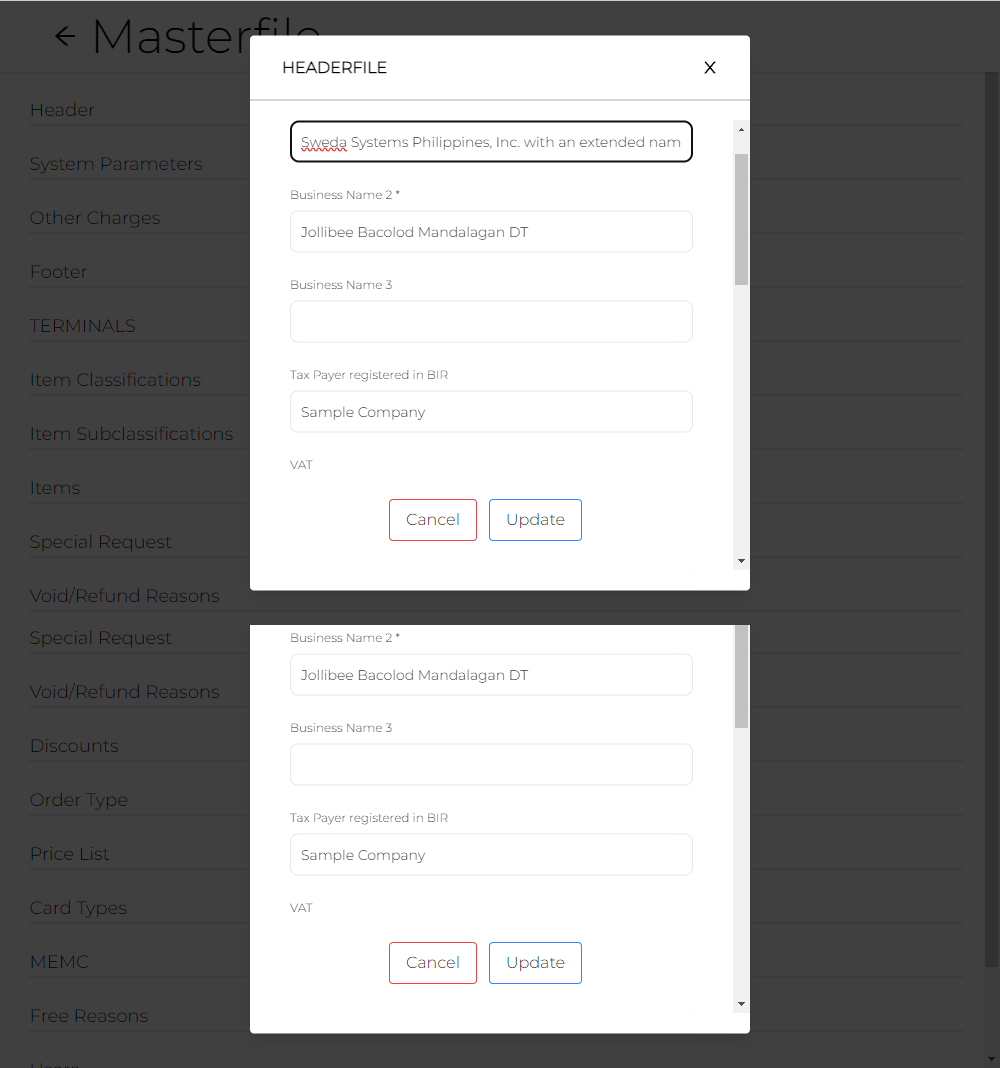 Masterfile
HEADERFILE
X
Header
Sweda Systems Philippines, Inc. with an extended nam
System Parameters
Business Name 2 *
Other Charges
Jollibee Bacolod Mandalagan DT
Footer
Business Name 3
TERMINALS
Item Classifications
Tax Payer registered in BIR
Sample Company
Item Subclassifications
VAT
Items
Cancel
Update
Special Request
Void/Refund Reasons
Special Request
Business Name 2 *
Jollibee Bacolod Mandalagan DT
Void/Refund Reasons
Business Name 3
Discounts
Order Type
Tax Payer registered in BIR
Price List
Sample Company
Card Types
VAT
MEMC
Cancel
Update
Free Reasons
Users